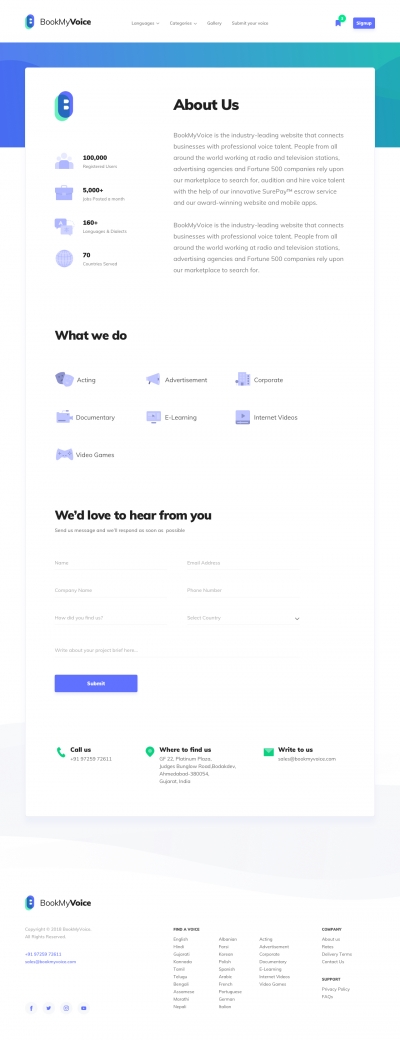 BookMyVoice
Languages
Categories
Gallery
Submit your voice
Signup
About Us
BookMyVoice is the industry-leading website that connects
businesses with professional voice talent. People from all
around the world working at radio and television stations,
advertising agencies and Fortune 500 companies rely upon
our marketplace to search for, audition and hire voice talent
with the help of our innovative SurePay™ escrow service
and our award-winning website and mobile apps.
BookMyVoice is the industry-leading website that connects
businesses with professional voice talent. People from all
around the world working at radio and television stations,
advertising agencies and Fortune 500 companies rely upon
our marketplace to search for.
100,000
Registered Users
5,000+
Jobs Posted a month
160+
Languages & Dialects
70
Countries Served
What we do
Acting
Advertisement
Corporate
Documentary
E-Learning
Internet Videos
Video Games
We'd love to hear from you
Send us message and we'll respond as soon as possible
Name
Email Address
Company Name
Phone Number
How did you find us?
Select Country
Write about your project brief here...
Submit
Call us
+91 97259 72611
Where to find us
GF 22, Platinum Plaza,
Judges Bunglow Road,Bodakdev,
Ahmedabad-380054,
Gujarat, India
Write to us
sales@bookmyvoice.com
BookMyVoice
Copyright © 2018 BookMyVoice.
All Rights Reserved
+91 97259 72611
sales@bookmyvoice.com
FIND A VOICE
English
Hindi
Gujarati
Kannada
Tamil
Telugu
Bengali
Assamese
Marathi
Nepali
Albanian
Farsi
Korean
Polish
Spanish
Arabic
French
Portuguese
German
Italian
Acting
Advertisement
Corporate
Documentary
E-Learning
Internet Videos
Video Games
COMPANY
About us
Rates
Delivery Terms
Contact Us
SUPPORT
Privacy Policy
FAQs